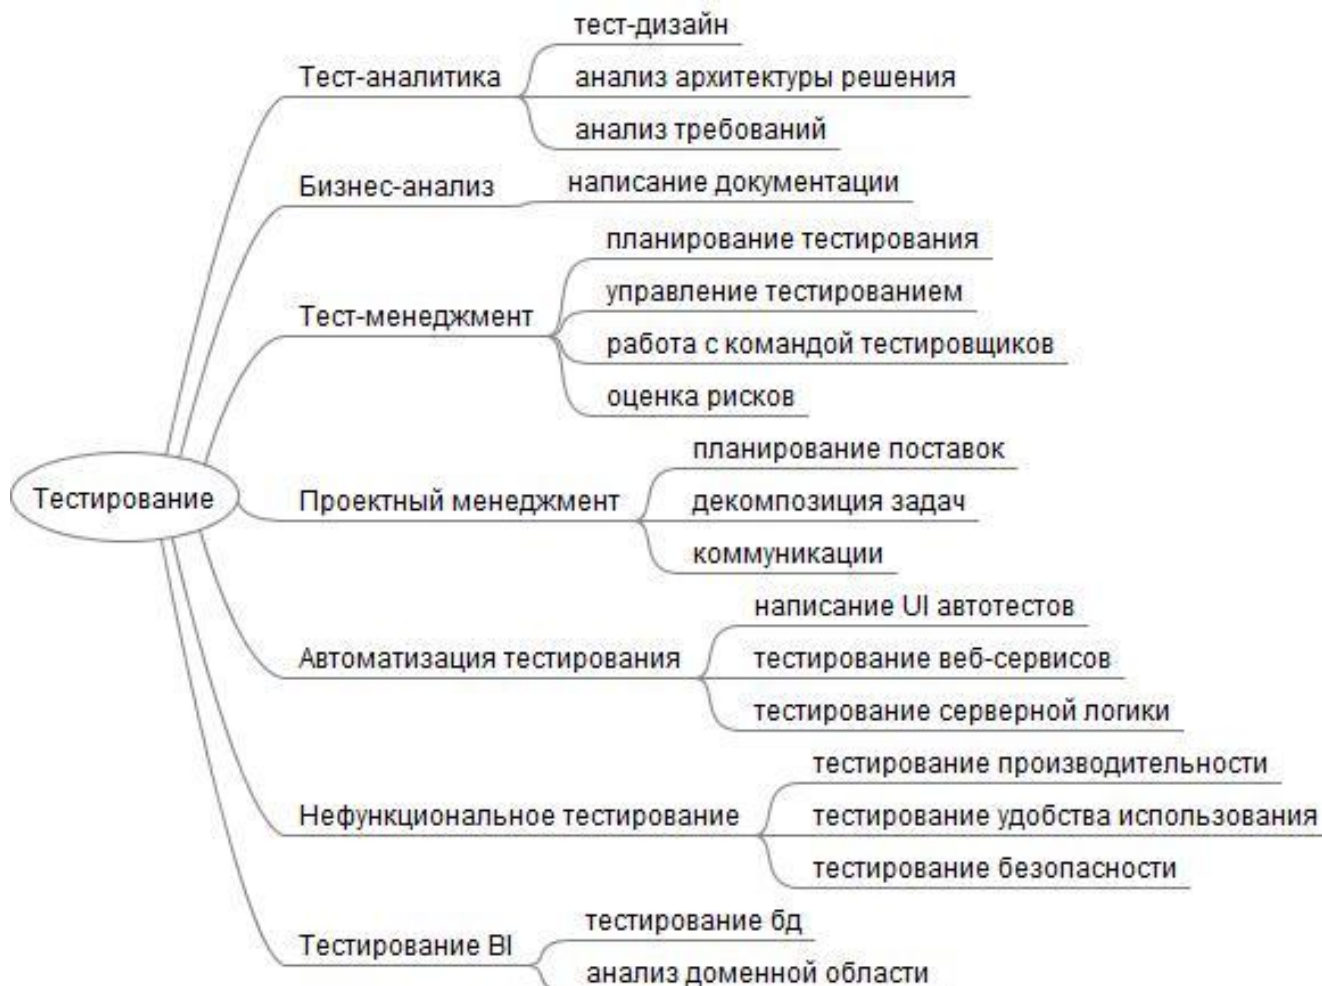 тест-дизайн
Тест-аналитика
анализ архитектуры решения
анализ требований
Бизнес-анализ
написание документации
планирование тестирования
управление тестированием
Тест-менеджмент
работа с командой тестировщиков
оценка рисков
планирование поставок
Тестирование
Проектный менеджмент
декомпозиция задач
коммуникации
написание UI автотестов
Автоматизация тестирования
тестирование веб-сервисов
тестирование серверной логики
тестирование производительности
Нефункциональное тестирование
тестирование удобства использования
тестирование безопасности
тестирование бд
Тестирование BI
анализ доменной области